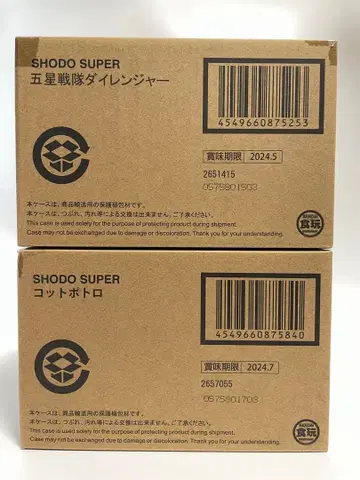 SHODO SUPER
五星戦隊ダイレンジャー
4549660875253
賞味期限 2024.5
2651415
0575801503
本ケースは、商品輸送用の保護梱包材です。
本ケースは、つぶれ、汚れ等による交換は出来ません。ご了承ください。
This case is used solely for the purpose of protecting product during shipment.
Case may not be exchanged due to damage or discoloration. Thank you for your understanding.
食玩
SHODO SUPER
コットポトロ
4549660875840
賞味期限 2024.7
2657055
0575801703
本ケースは、商品輸送用の保護梱包材です。
本ケースは、つぶれ、汚れ等による交換は出来ません。ご了承ください。
This case is used solely for the purpose of protecting product during shipment.
Case may not be exchanged due to damage or discoloration. Thank you for your understanding.
食玩